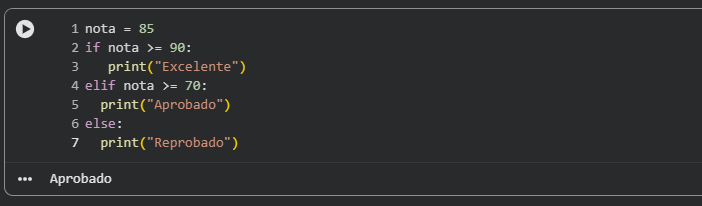 1 nota = 85
2 if nota >= 90:
3    print("Excelente")
4 elif nota >= 70:
5   print("Aprobado")
6 else:
7   print("Reprobado")
Aprobado